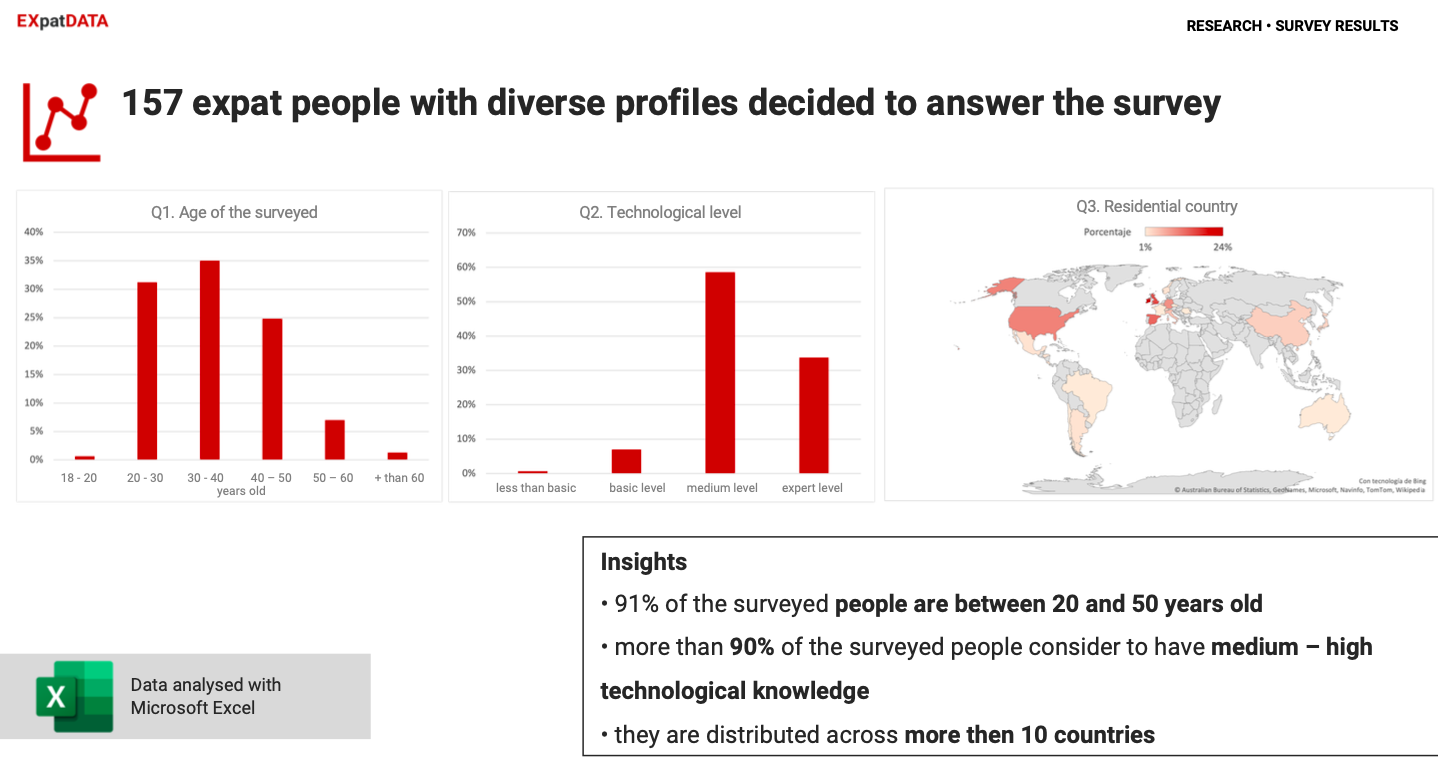 EXpatDATA
RESEARCH • SURVEY RESULTS
157 expat people with diverse profiles decided to answer the survey
Q1. Age of the surveyed
40%
35%
30%
25%
20%
15%
10%
5%
0%
18 - 20
20 - 30
30 - 40
40 – 50
50 – 60
+ than 60
years old
Q2. Technological level
70%
60%
50%
40%
30%
20%
10%
0%
less than basic
basic level
medium level
expert level
Q3. Residential country
Porcentaje
1%
24%
Con tecnología de Bing
© Australian Bureau of Statistics, GeoNames, Microsoft, Navinfo, TomTom, Wikipedia
Insights
• 91% of the surveyed people are between 20 and 50 years old
• more than 90% of the surveyed people consider to have medium – high
technological knowledge
• they are distributed across more then 10 countries
X
Data analysed with
Microsoft Excel